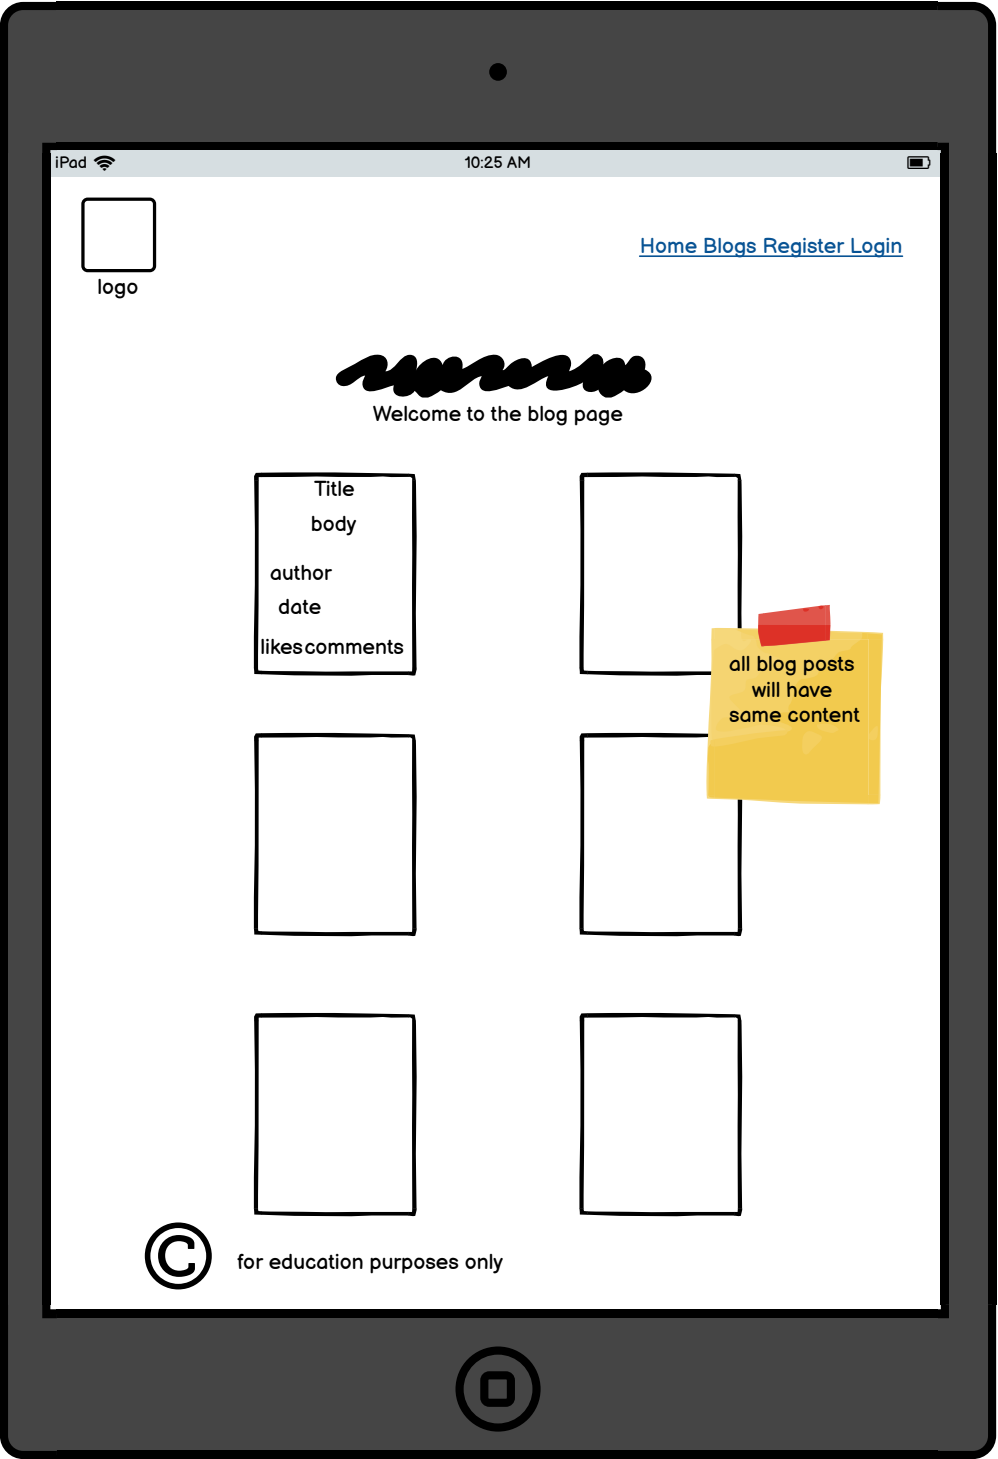 iPad
10:25 AM
logo
Home Blogs Register Login
Welcome to the blog page
Title
body
author
date
likes comments
all blog posts
will have
same content
© for education purposes only